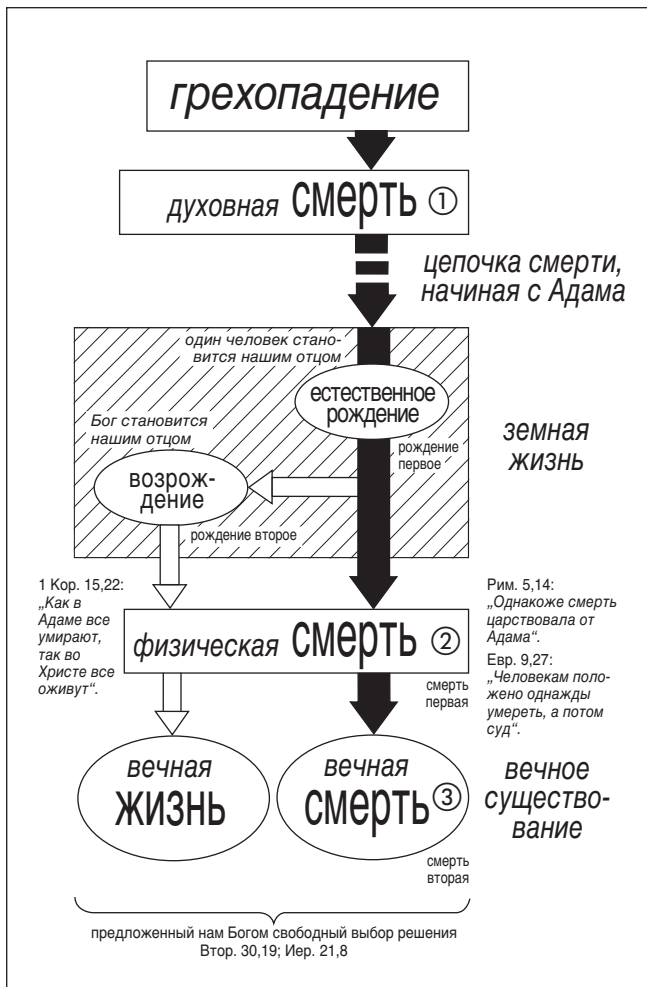 грехопадение
духовная смерть ①
цепочка смерти,
начиная с Адама
один человек стано-
вится нашим отцом
естественное
рождение
рождение
первое
Бог становится
нашим отцом
возрож-
дение
рождение второе
земная
жизнь
1 Кор. 15,22:
„Как в
Адаме все
умирают,
так во
Христе все
оживут“.
физическая смерть ②
смерть
первая
Рим. 5,14:
„Однакоже смерть
царствовала от
Адама“.
Евр. 9,27:
„Человекам поло-
жено однажды
умереть, а потом
суд“.
вечная
жизнь
вечная
смерть ③
смерть
вторая
вечное
существо-
вание
предложенный нам Богом свободный выбор решения
Втор. 30,19; Иер. 21,8